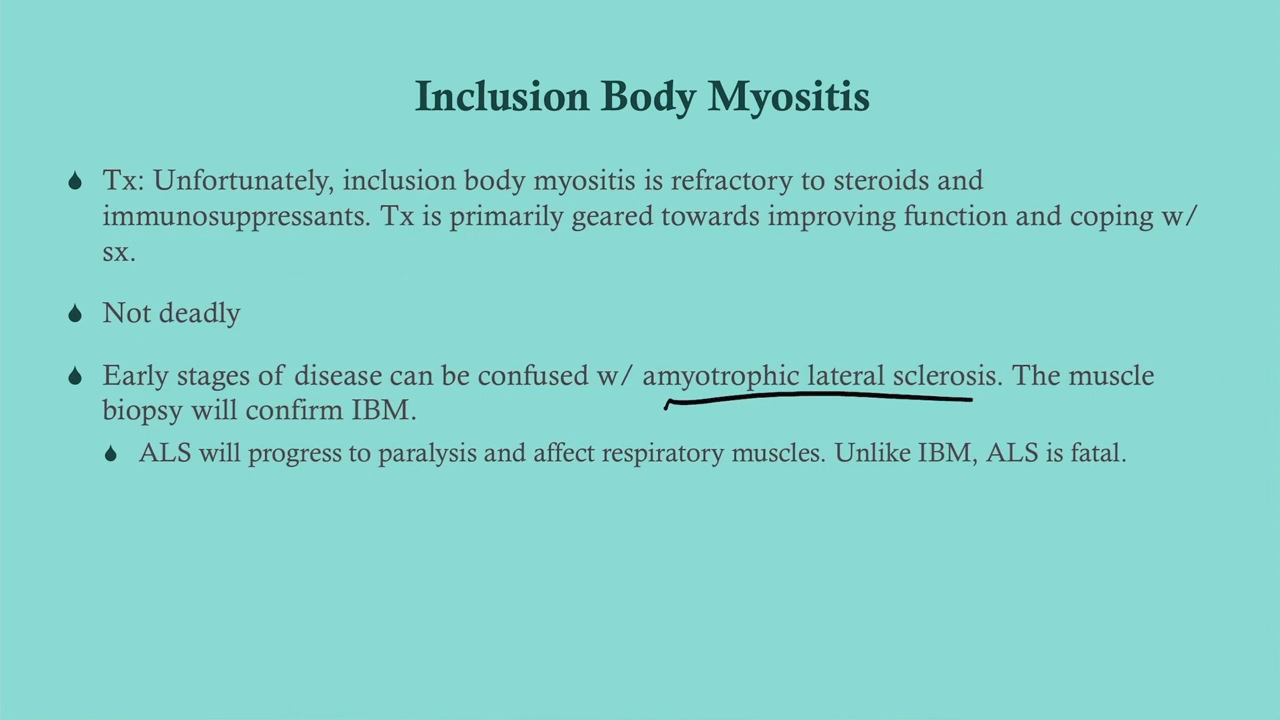 Inclusion Body Myositis
Tx: Unfortunately, inclusion body myositis is refractory to steroids and
immunosuppressants. Tx is primarily geared towards improving function and coping w/
sx.
Not deadly
Early stages of disease can be confused w/ amyotrophic lateral sclerosis. The muscle
biopsy will confirm IBM.
ALS will progress to paralysis and affect respiratory muscles. Unlike IBM, ALS is fatal.